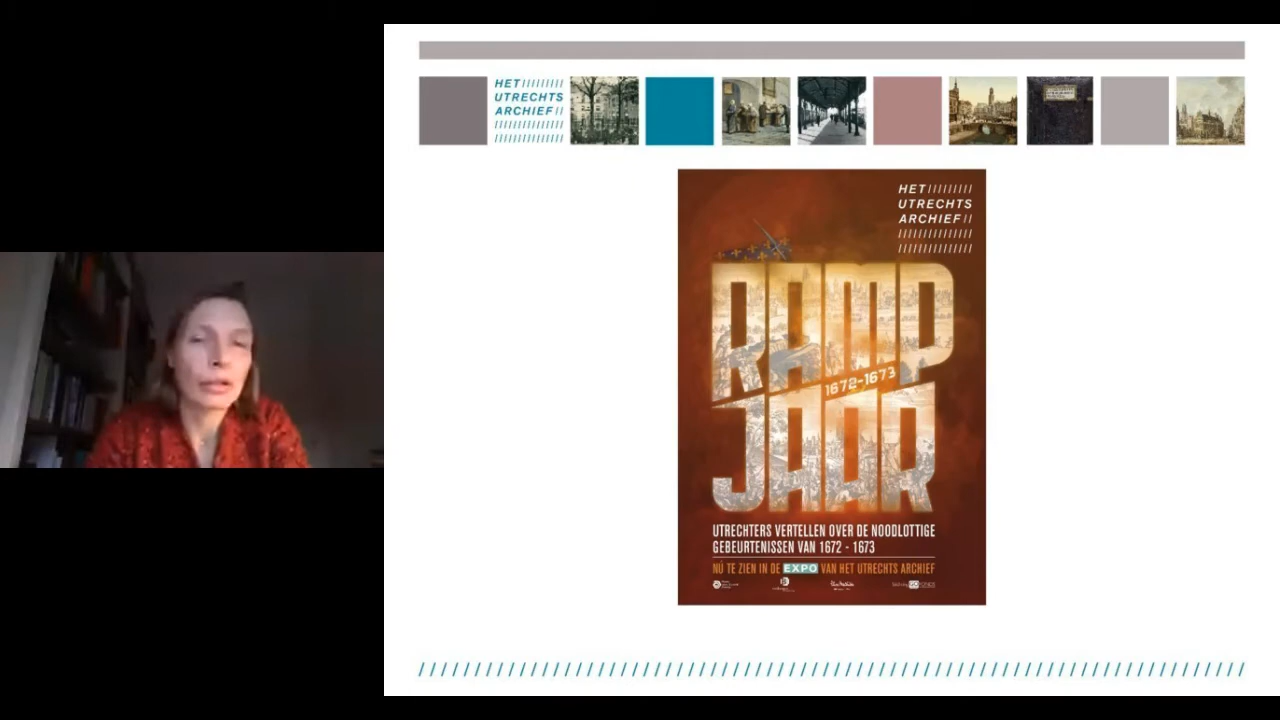 HET
UTRECHTS
ARCHIEF
HET
UTRECHTS
ARCHIEF
RAMP
1672-1673
JAAR
UTRECHTERS VERTELLEN OVER DE NOODLOTTIGE
GEBEURTENISSEN VAN 1672 - 1673
NÚ TE ZIEN IN DE EXPO VAN HET UTRECHTS ARCHIEF